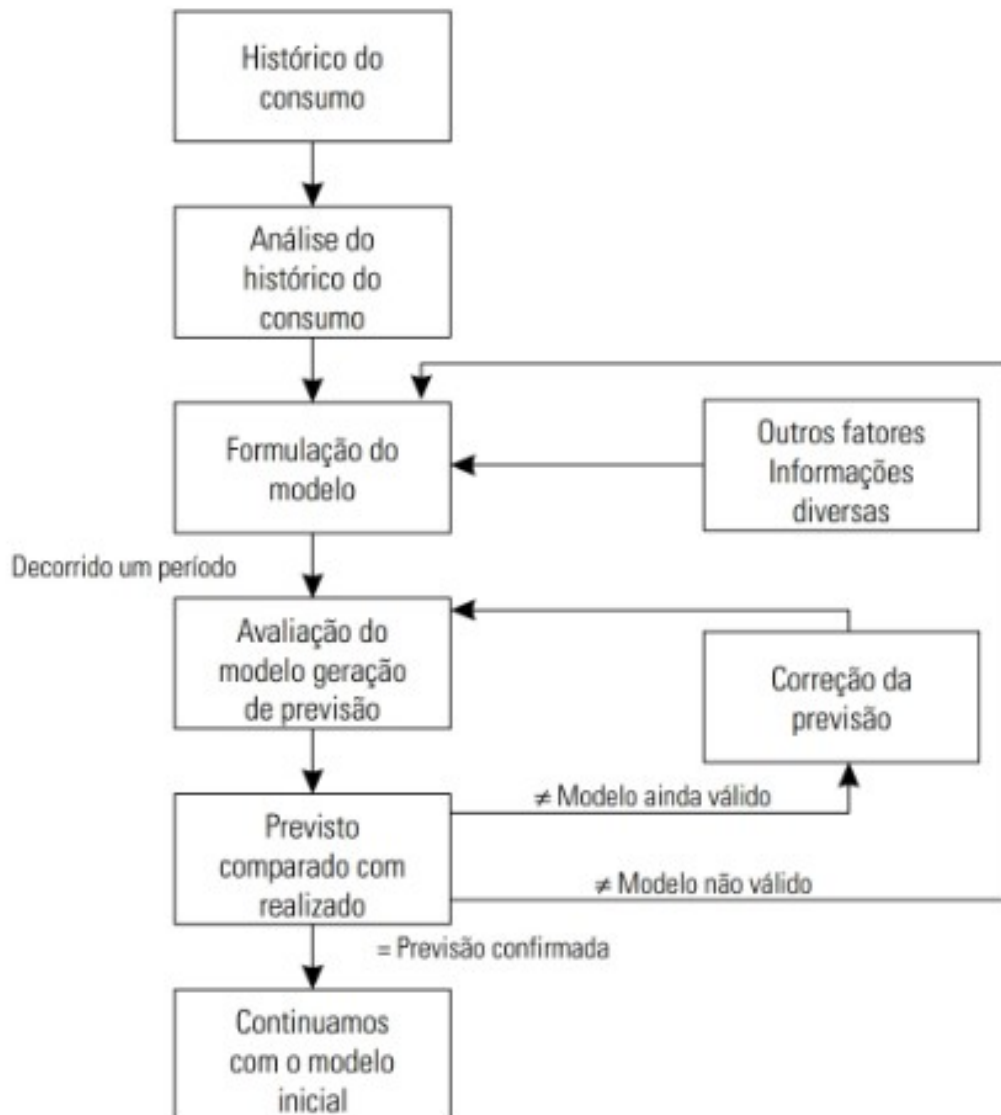 Histórico do
consumo
Análise do
histórico do
consumo
Formulação do
modelo
Outros fatores
Informações
diversas
Decorrido um período
Avaliação do
modelo geração
de previsão
Correção da
previsão
≠ Modelo ainda válido
Previsto
comparado com
realizado
≠ Modelo não válido
= Previsão confirmada
Continuamos
com o modelo
inicial